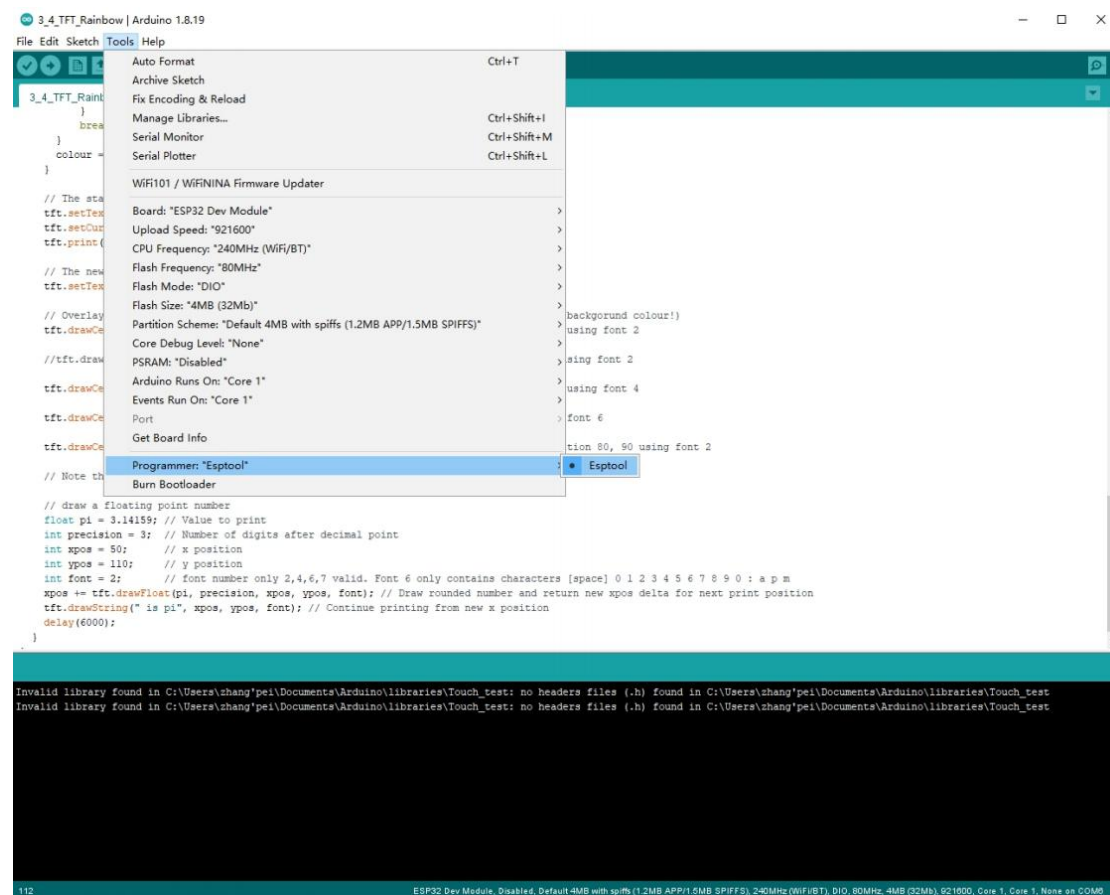 3_4_TFT_Rainbow | Arduino 1.8.19
File Edit Sketch Tools Help
Auto Format Ctrl+T
Archive Sketch
3_4_TFT_Rainb
Fix Encoding & Reload
}
Manage Libraries... Ctrl+Shift+I
brea
Serial Monitor Ctrl+Shift+M
}
colour =
Serial Plotter Ctrl+Shift+L
}
WiFi101 / WiFiNINA Firmware Updater
// The sta
Board: "ESP32 Dev Module"
tft.setTex
Upload Speed: "921600"
tft.setCur
CPU Frequency: "240MHz (WiFi/BT)"
tft.print(
Flash Frequency: "80MHz"
// The new
Flash Mode: "DIO"
tft.setTex
Flash Size: "4MB (32Mb)"
// Overlay
backgorund colour!)
Partition Scheme: "Default 4MB with spiffs (1.2MB APP/1.5MB SPIFFS)"
tft.drawCe
using font 2
Core Debug Level: "None"
//tft.draw
PSRAM: "Disabled"
sing font 2
Arduino Runs On: "Core 1"
tft.drawCe
using font 4
Events Run On: "Core 1"
tft.drawCe
Port
font 6
Get Board Info
tft.drawCe
tion 80, 90 using font 2
Programmer: "Esptool"
Esptool
// Note th
Burn Bootloader
// draw a floating point number
float pi = 3.14159; // Value to print
int precision = 3; // Number of digits after decimal point
int xpos = 50; // x position
int ypos = 110; // y position
int font = 2; // font number only 2,4,6,7 valid. Font 6 only contains characters [space] 0 1 2 3 4 5 6 7 8 9 0 : a p m
xpos += tft.drawFloat(pi, precision, xpos, ypos, font); // Draw rounded number and return new xpos delta for next print position
tft.drawString(" is pi", xpos, ypos, font); // Continue printing from new x position
delay(6000);
}
Invalid library found in C:\Users\zhang'pei\Documents\Arduino\libraries\Touch_test: no headers files (.h) found in C:\Users\zhang'pei\Documents\Arduino\libraries\Touch_test
Invalid library found in C:\Users\zhang'pei\Documents\Arduino\libraries\Touch_test: no headers files (.h) found in C:\Users\zhang'pei\Documents\Arduino\libraries\Touch_test
112
ESP32 Dev Module, Disabled, Default 4MB with spiffs (1.2MB APP/1.5MB SPIFFS), 240MHz (WiFi/BT), DIO, 80MHz, 4MB (32Mb), 921600, Core 1, Core 1, None on COM6